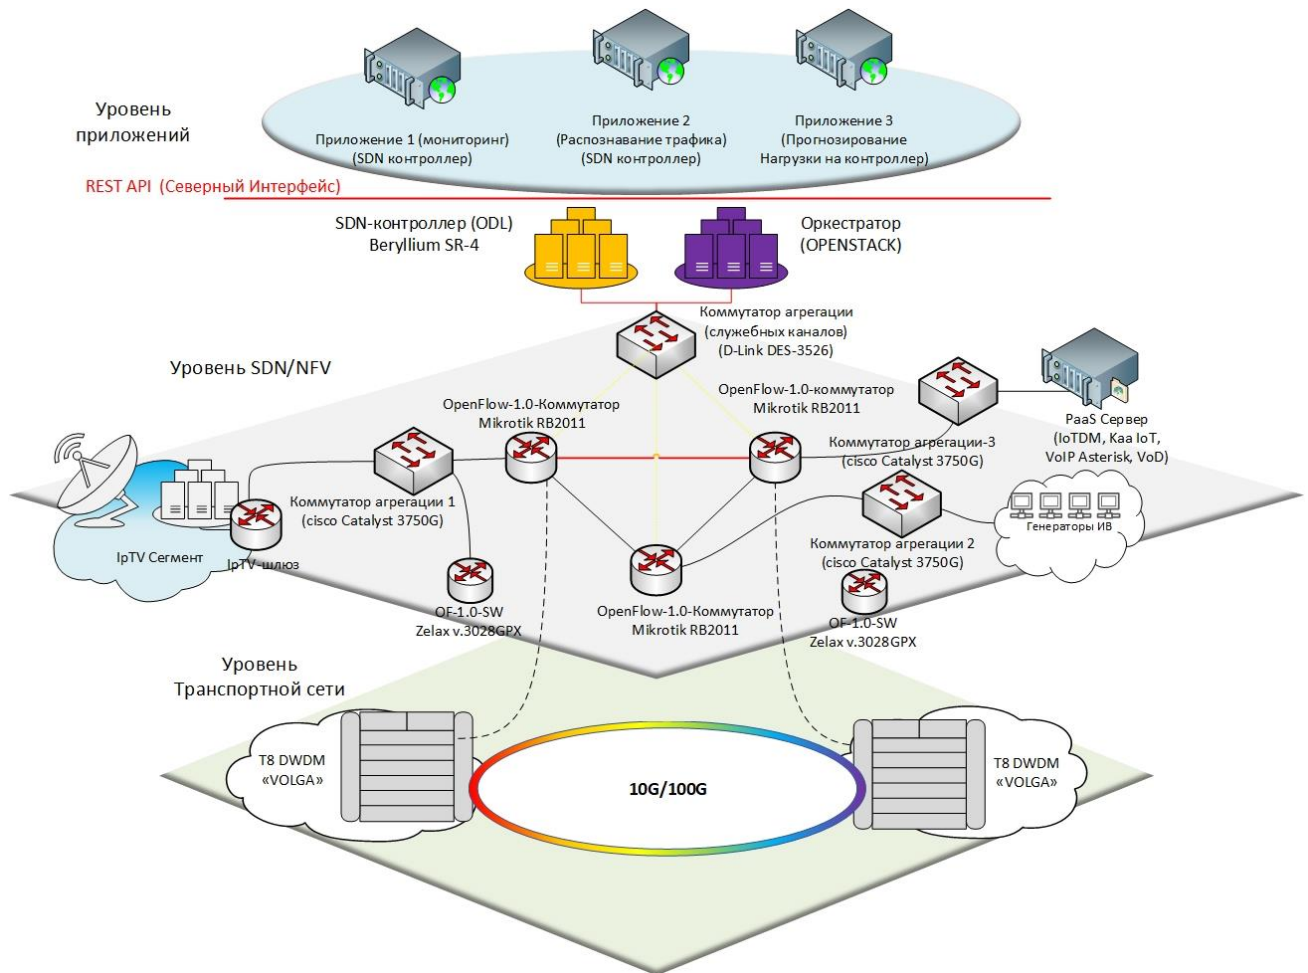 Уровень
приложений
Приложение 1 (мониторинг)
(SDN контроллер)
Приложение 2
(Распознавание трафика)
(SDN контроллер)
Приложение 3
(Прогнозирование
Нагрузки на контроллер)
REST API (Северный Интерфейс)
SDN-контроллер (ODL)
Beryllium SR-4
Оркестратор
(OPENSTACK)
Коммутатор агрегации
(служебных каналов)
(D-Link DES-3526)
Уровень SDN/NFV
OpenFlow-1.0-Коммутатор
Mikrotik RB2011
OpenFlow-1.0-коммутатор
Mikrotik RB2011
PaaS Сервер
(IoTDM, Kaa IoT,
VoIP Asterisk, VoD)
Коммутатор агрегации-3
(cisco Catalyst 3750G)
Коммутатор агрегации 1
(cisco Catalyst 3750G)
Генераторы ИВ
IpTV Сегмент
IpTV-шлюз
Коммутатор агрегации 2
(cisco Catalyst 3750G)
OF-1.0-SW
Zelax v.3028GPX
OpenFlow-1.0-Коммутатор
Mikrotik RB2011
OF-1.0-SW
Zelax v.3028GPX
Уровень
Транспортной сети
T8 DWDM
«VOLGA»
10G/100G
T8 DWDM
«VOLGA»